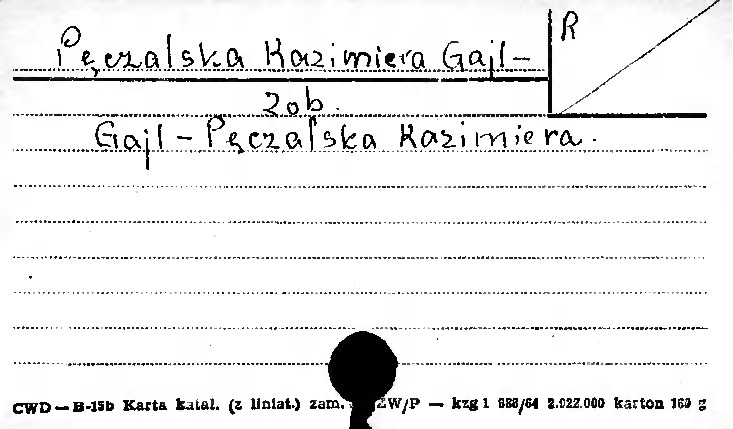 Pęczalska Kazimiera Gajl-
R
zob.
Gajl-Pęczalska Kazimiera.
CWD — B-15b Karta katal. (z liniat.) zam. ZW/P — kzg 1 688/64 2.022.000 karton 160 g